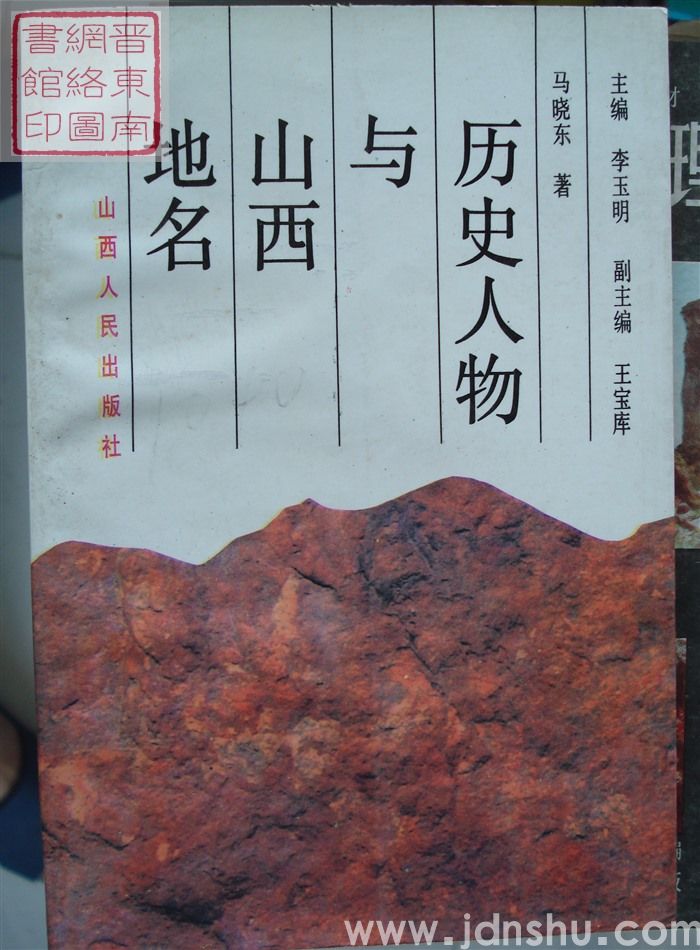 主编 李玉明 副主编 王宝库
马晓东 著
历史人物
与
山西
地名
山西人民出版社
晋東南
網絡圖
書館印
www.jdnshu.com